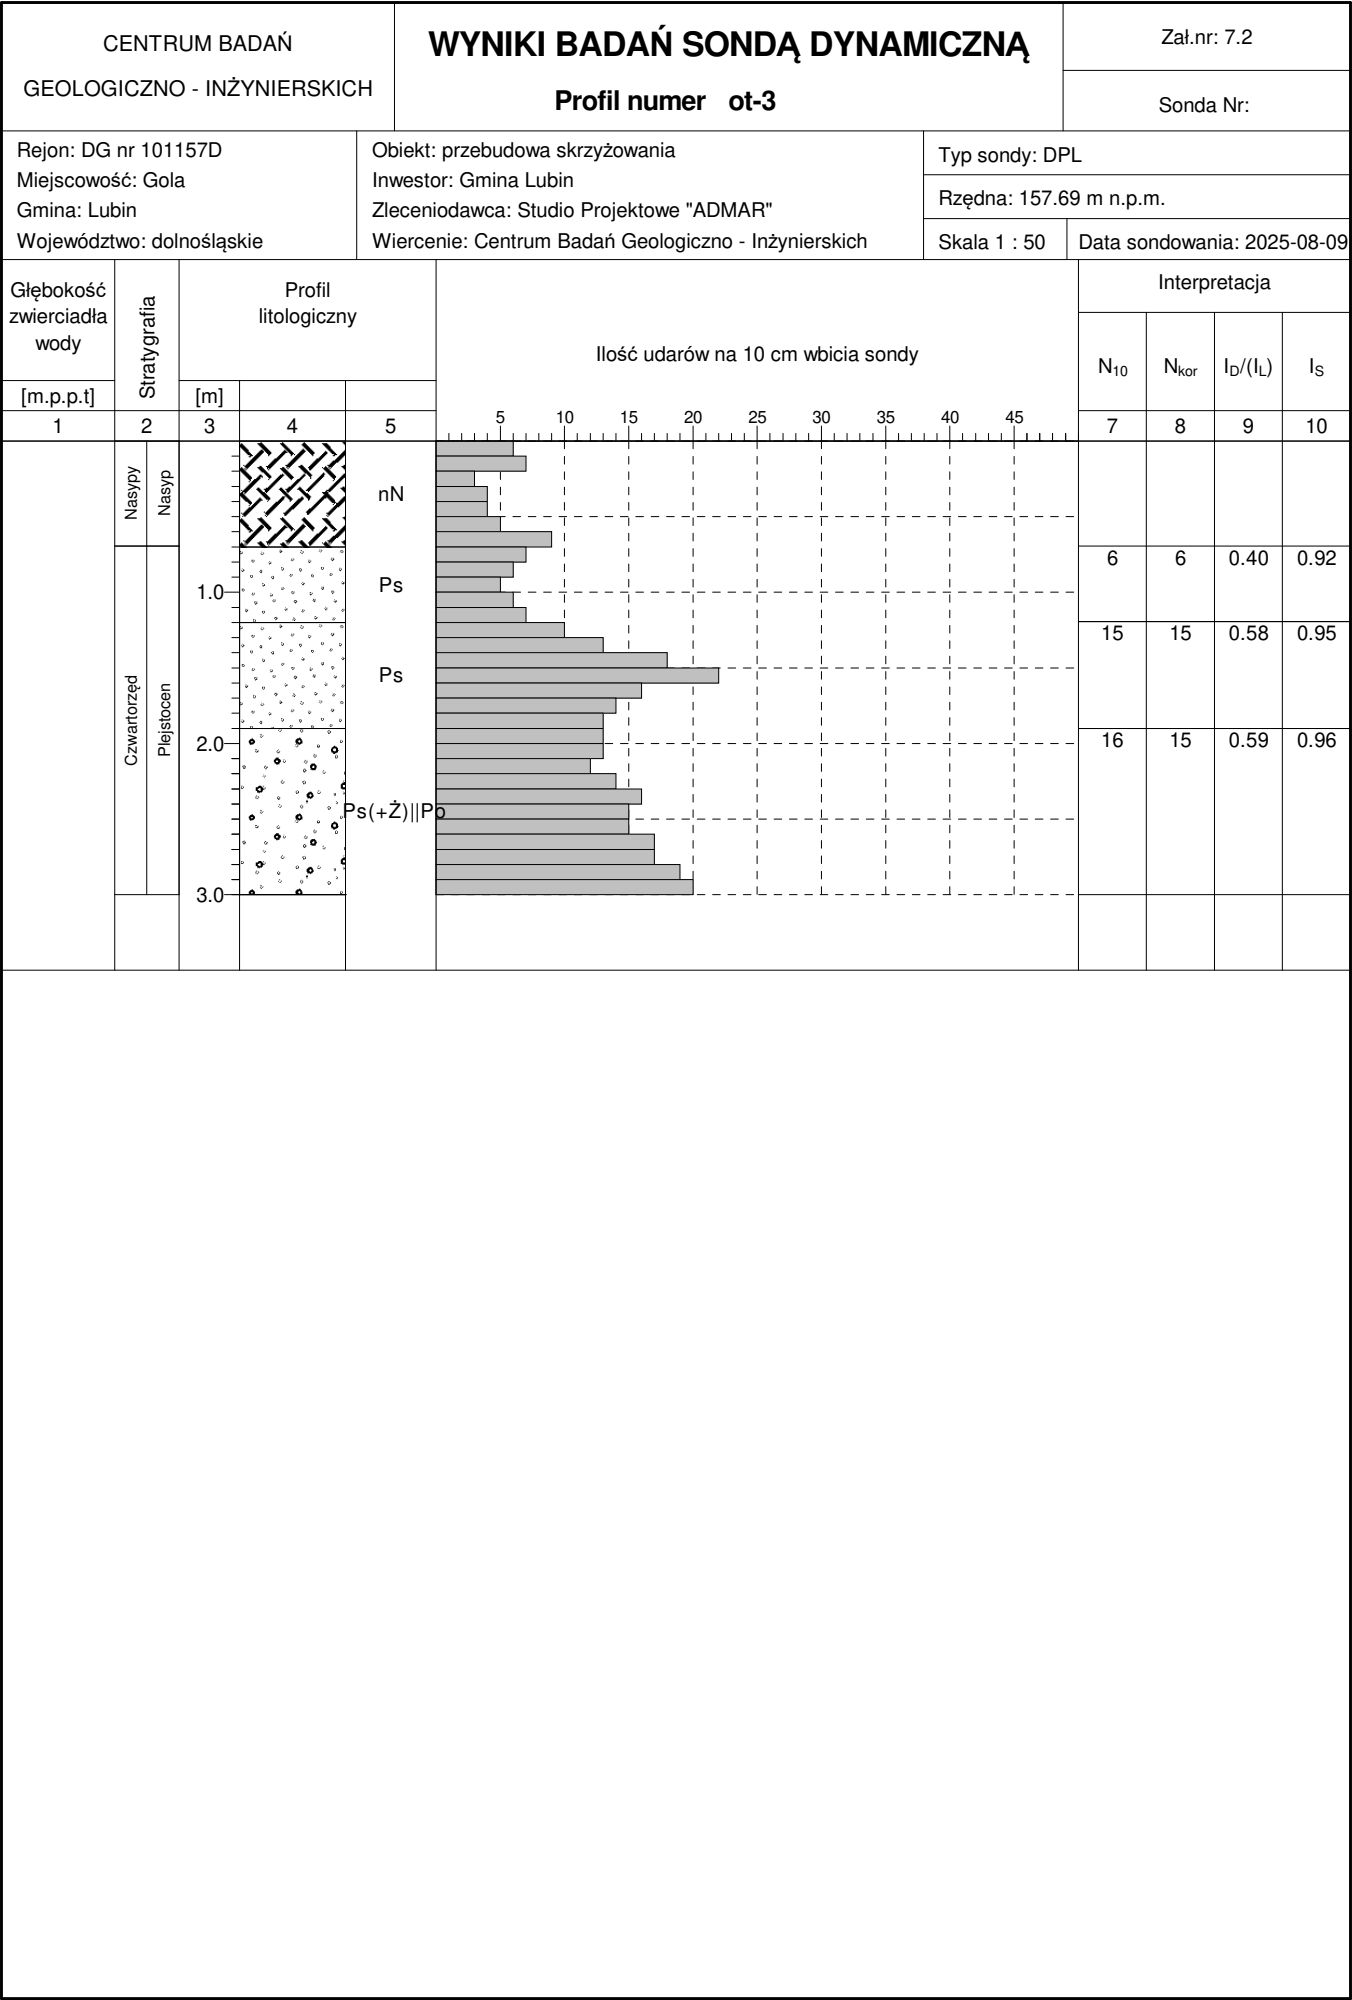 CENTRUM BADAŃ
GEOLOGICZNO - INŻYNIERSKICH
WYNIKI BADAŃ SONDĄ DYNAMICZNĄ
Profil numer ot-3
Zał.nr: 7.2
Sonda Nr:
Rejon: DG nr 101157D
Miejscowość: Gola
Gmina: Lubin
Województwo: dolnośląskie
Obiekt: przebudowa skrzyżowania
Inwestor: Gmina Lubin
Zleceniodawca: Studio Projektowe "ADMAR"
Wiercenie: Centrum Badań Geologiczno - Inżynierskich
Typ sondy: DPL
Rzędna: 157.69 m n.p.m.
Skala 1 : 50
Data sondowania: 2025-08-09
Głębokość
zwierciadła
wody
[m.p.p.t]
Stratygrafia
Profil
litologiczny
[m]
Ilość udarów na 10 cm wbicia sondy
Interpretacja
N10 Nkor ID/(IL) IS
5 10 15 20 25 30 35 40 45
1 2 3 4 5 7 8 9 10
Nasypy
Nasyp
nN
6 6 0.40 0.92
Ps
1.0
15 15 0.58 0.95
Ps
Czwartorzęd
Plejstocen
2.0
16 15 0.59 0.96
Ps(+Ż)||Po
3.0